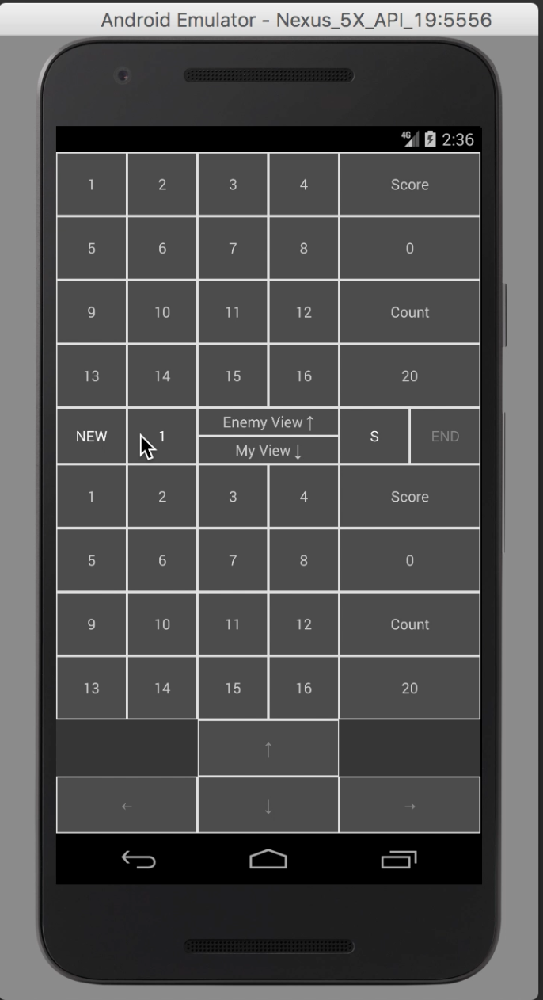 Android Emulator - Nexus_5X_API_19:5556
4G 2:36
1 2 3 4 Score
5 6 7 8 0
9 10 11 12 Count
13 14 15 16 20
NEW 1 Enemy View ↑ S END
My View ↓
1 2 3 4 Score
5 6 7 8 0
9 10 11 12 Count
13 14 15 16 20
↑
← ↓ →